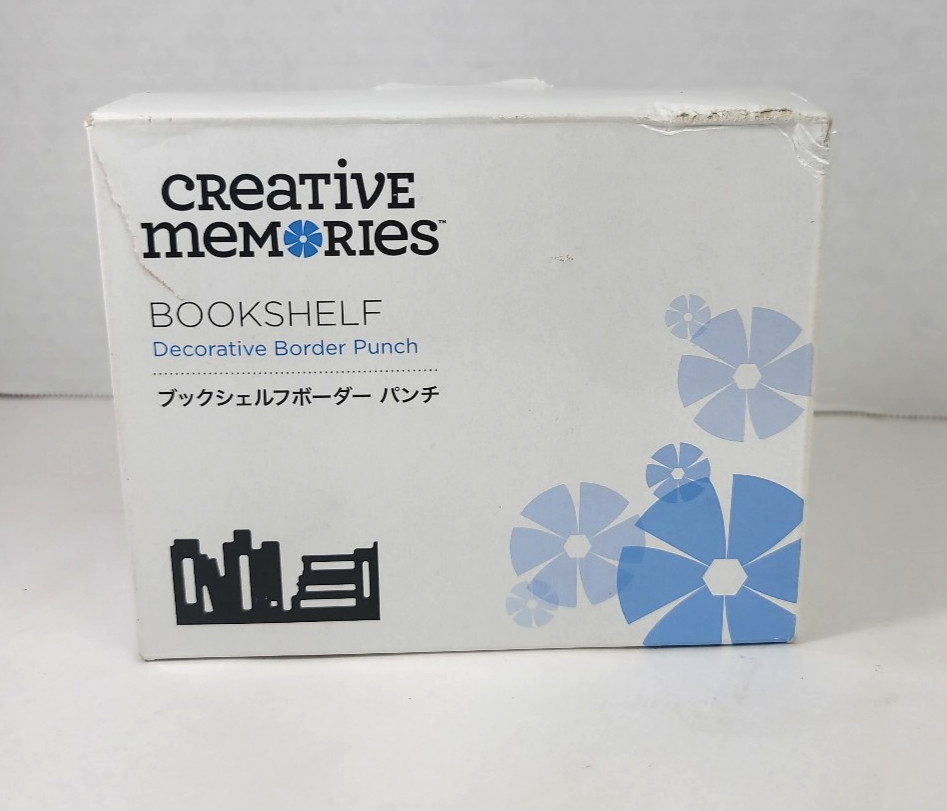 CREATIVE
MEMORIES™
BOOKSHELF
Decorative Border Punch
ブックシェルフボーダー パンチ